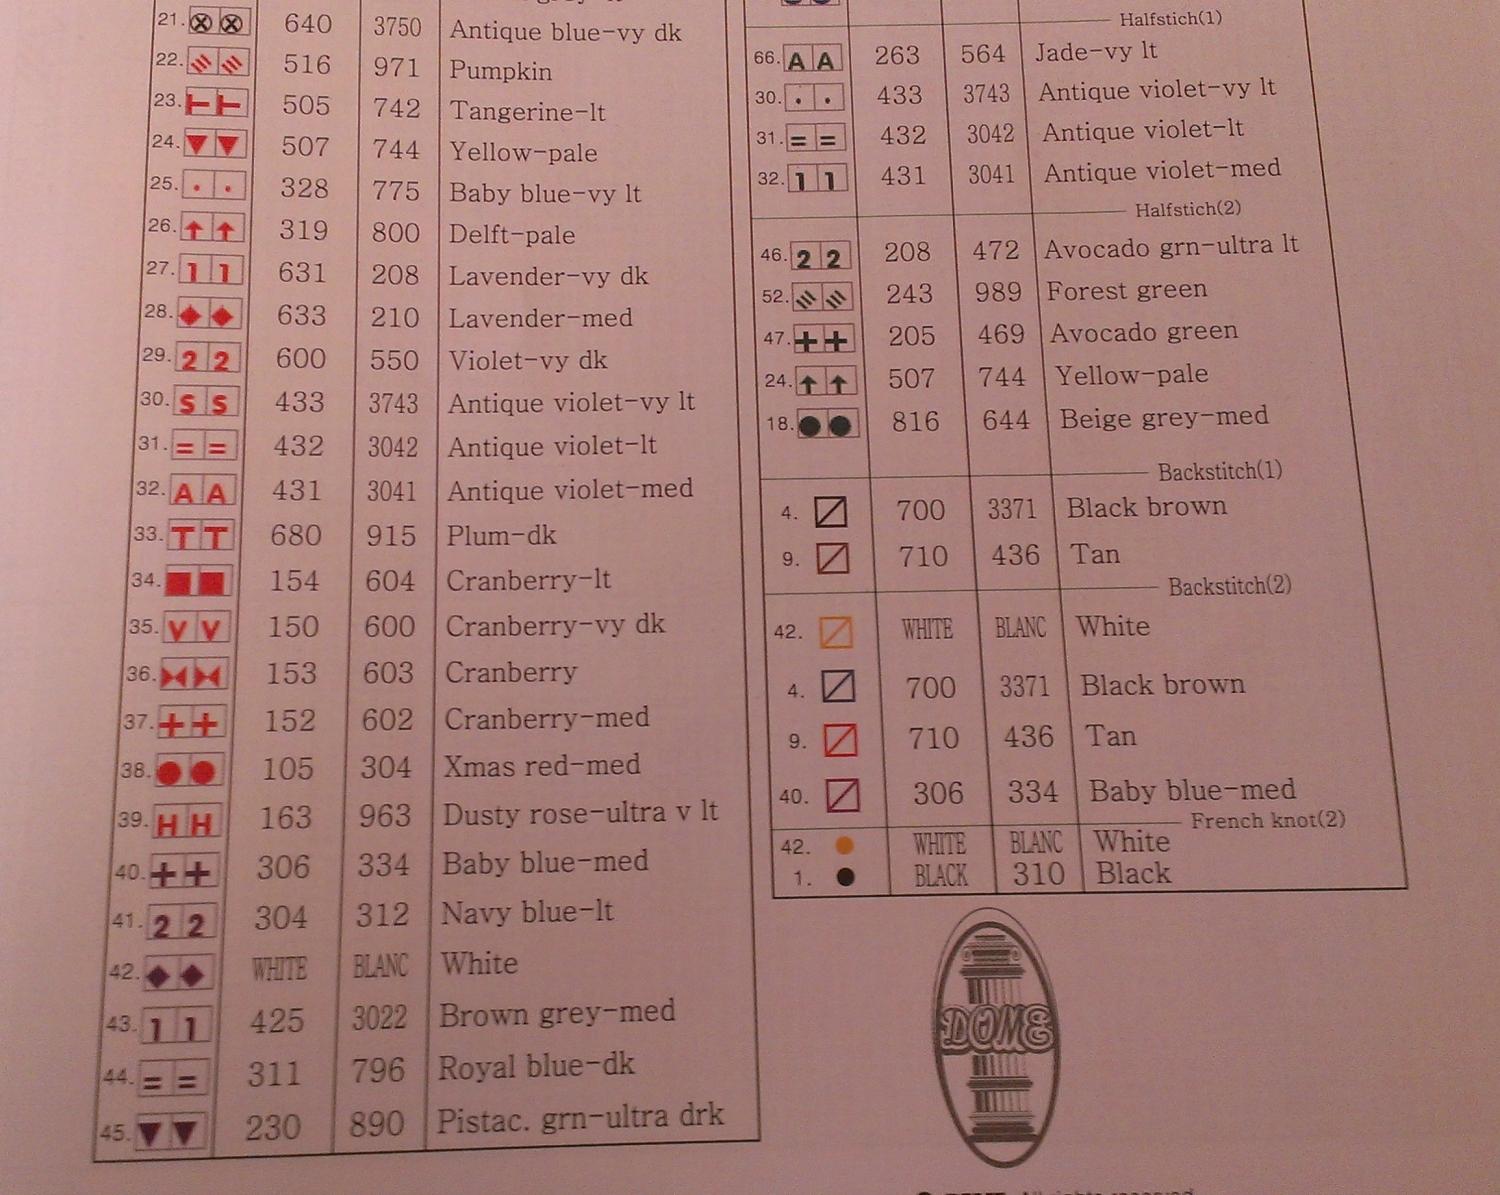 21. 640 3750 Antique blue-vy dk
22. 516 971 Pumpkin
23. 505 742 Tangerine-lt
24. 507 744 Yellow-pale
25. 328 775 Baby blue-vy lt
26. 319 800 Delft-pale
27. 11 631 208 Lavender-vy dk
28. 633 210 Lavender-med
29. 2 2 600 550 Violet-vy dk
30. S S 433 3743 Antique violet-vy lt
31. = = 432 3042 Antique violet-lt
32. A A 431 3041 Antique violet-med
33. T T 680 915 Plum-dk
34. 154 604 Cranberry-lt
35. V V 150 600 Cranberry-vy dk
36. 153 603 Cranberry
37. + + 152 602 Cranberry-med
38. 105 304 Xmas red-med
39. H H 163 963 Dusty rose-ultra v lt
40. + + 306 334 Baby blue-med
41. 2 2 304 312 Navy blue-lt
42. WHITE BLANC White
43. 1 1 425 3022 Brown grey-med
44. = = 311 796 Royal blue-dk
45. 230 890 Pistac. grn-ultra drk
Halfstich(1)
66. A A 263 564 Jade-vy lt
30. 433 3743 Antique violet-vy lt
31. = = 432 3042 Antique violet-lt
32. 1 1 431 3041 Antique violet-med
Halfstich(2)
46. 2 2 208 472 Avocado grn-ultra lt
52. 243 989 Forest green
47. + + 205 469 Avocado green
24. 507 744 Yellow-pale
18. 816 644 Beige grey-med
Backstitch(1)
4. 700 3371 Black brown
9. 710 436 Tan
Backstitch(2)
42. WHITE BLANC White
4. 700 3371 Black brown
9. 710 436 Tan
40. 306 334 Baby blue-med
French knot(2)
42. WHITE BLANC White
1. BLACK 310 Black
DOME